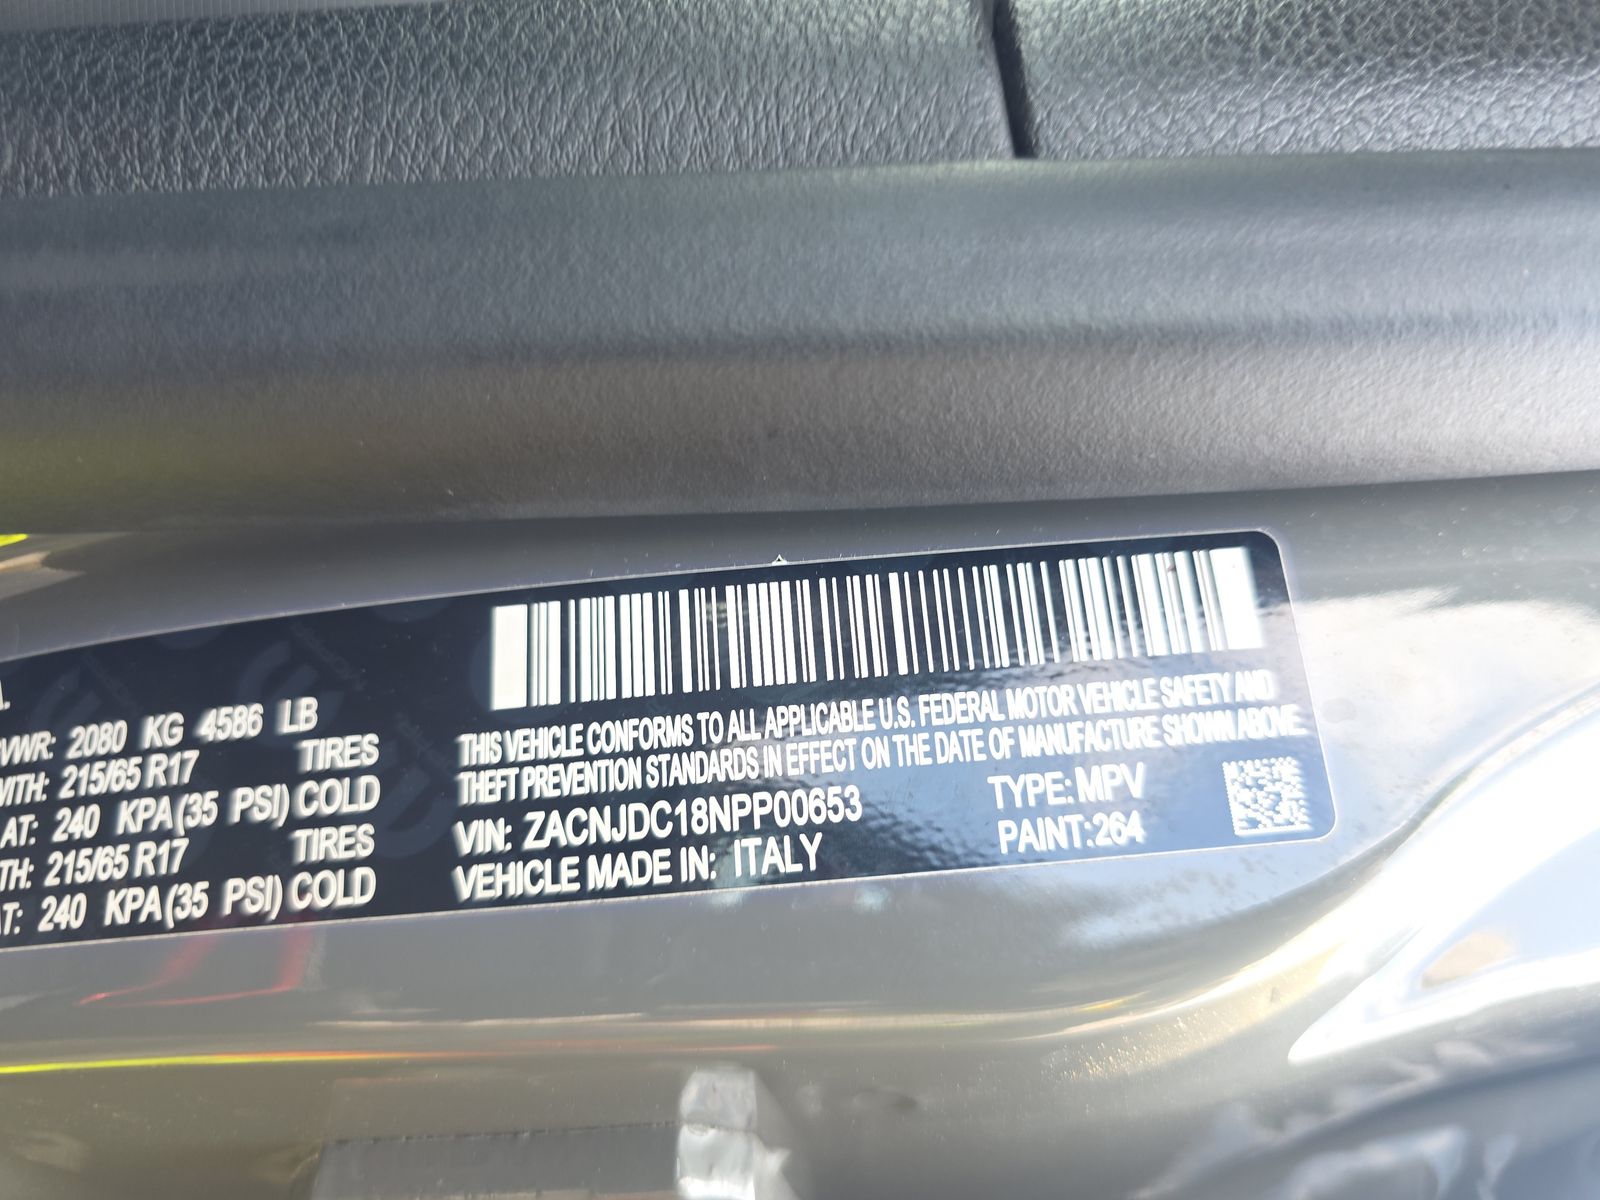 GVWR: 2080 KG 4586 LB
WITH: 215/65 R17 TIRES
AT: 240 KPA(35 PSI) COLD
WITH: 215/65 R17 TIRES
AT: 240 KPA(35 PSI) COLD
THIS VEHICLE CONFORMS TO ALL APPLICABLE U.S. FEDERAL MOTOR VEHICLE SAFETY AND
THEFT PREVENTION STANDARDS IN EFFECT ON THE DATE OF MANUFACTURE SHOWN ABOVE.
VIN: ZACNJDC18NPP00653
TYPE: MPV
VEHICLE MADE IN: ITALY
PAINT: 264